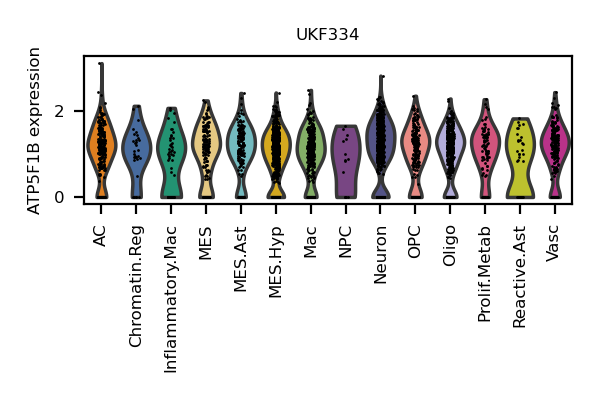 UKF334
ATP5F1B expression
2
0
AC
Chromatin.Reg
Inflammatory.Mac
MES
MES.Ast
MES.Hyp
Mac
NPC
Neuron
OPC
Oligo
Prolif.Metab
Reactive.Ast
Vasc